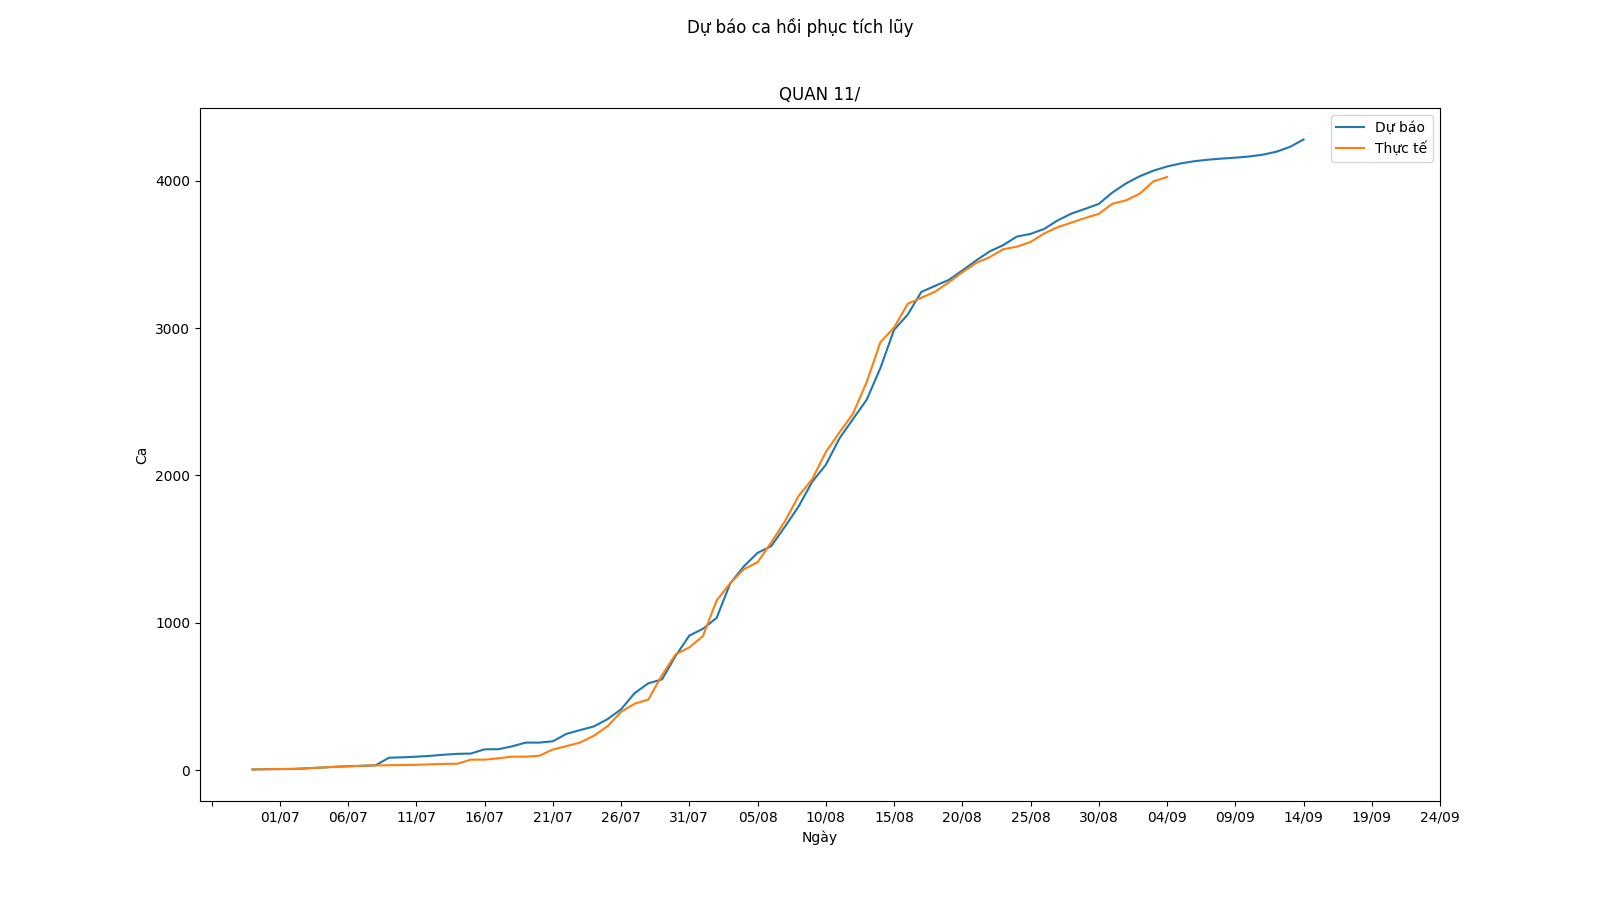 Dự báo ca hồi phục tích lũy
QUAN 11/
Dự báo
Thực tế
4000
3000
2000
1000
0
Ca
01/07 06/07 11/07 16/07 21/07 26/07 31/07 05/08 10/08 15/08 20/08 25/08 30/08 04/09 09/09 14/09 19/09 24/09
Ngày